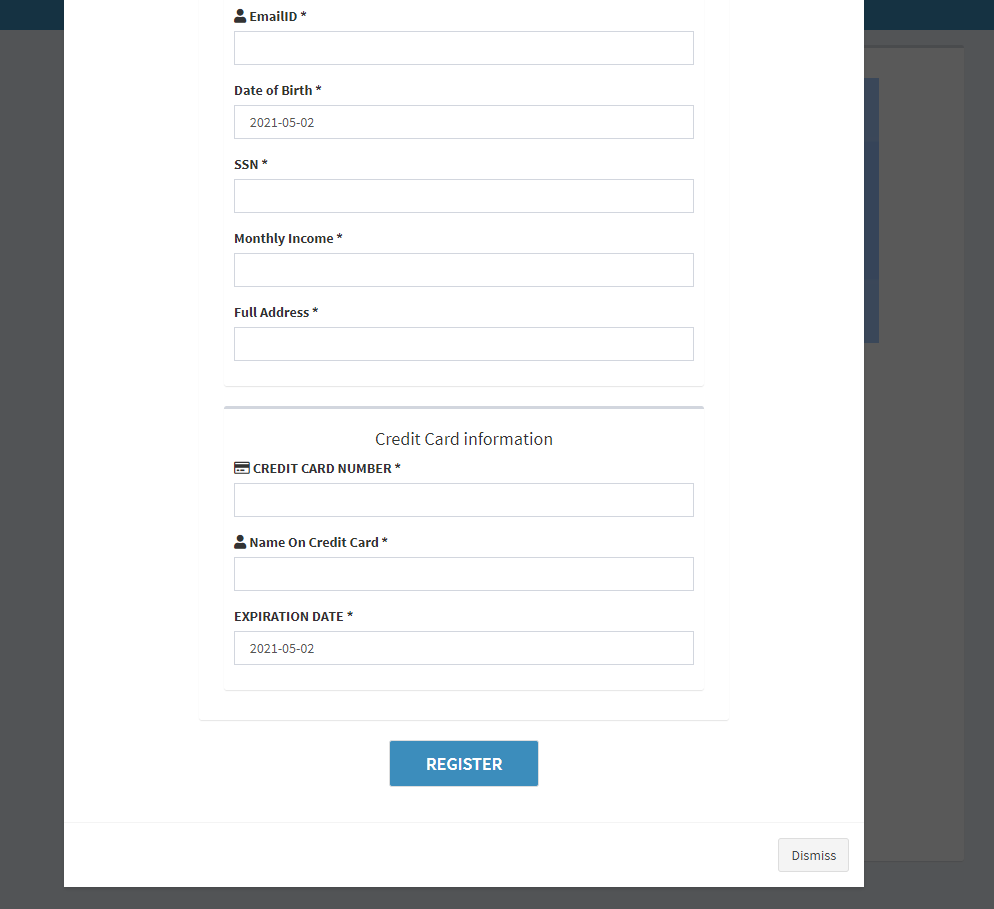 EmailID *
Date of Birth *
2021-05-02
SSN *
Monthly Income *
Full Address *
Credit Card information
CREDIT CARD NUMBER *
Name On Credit Card *
EXPIRATION DATE *
2021-05-02
REGISTER
Dismiss